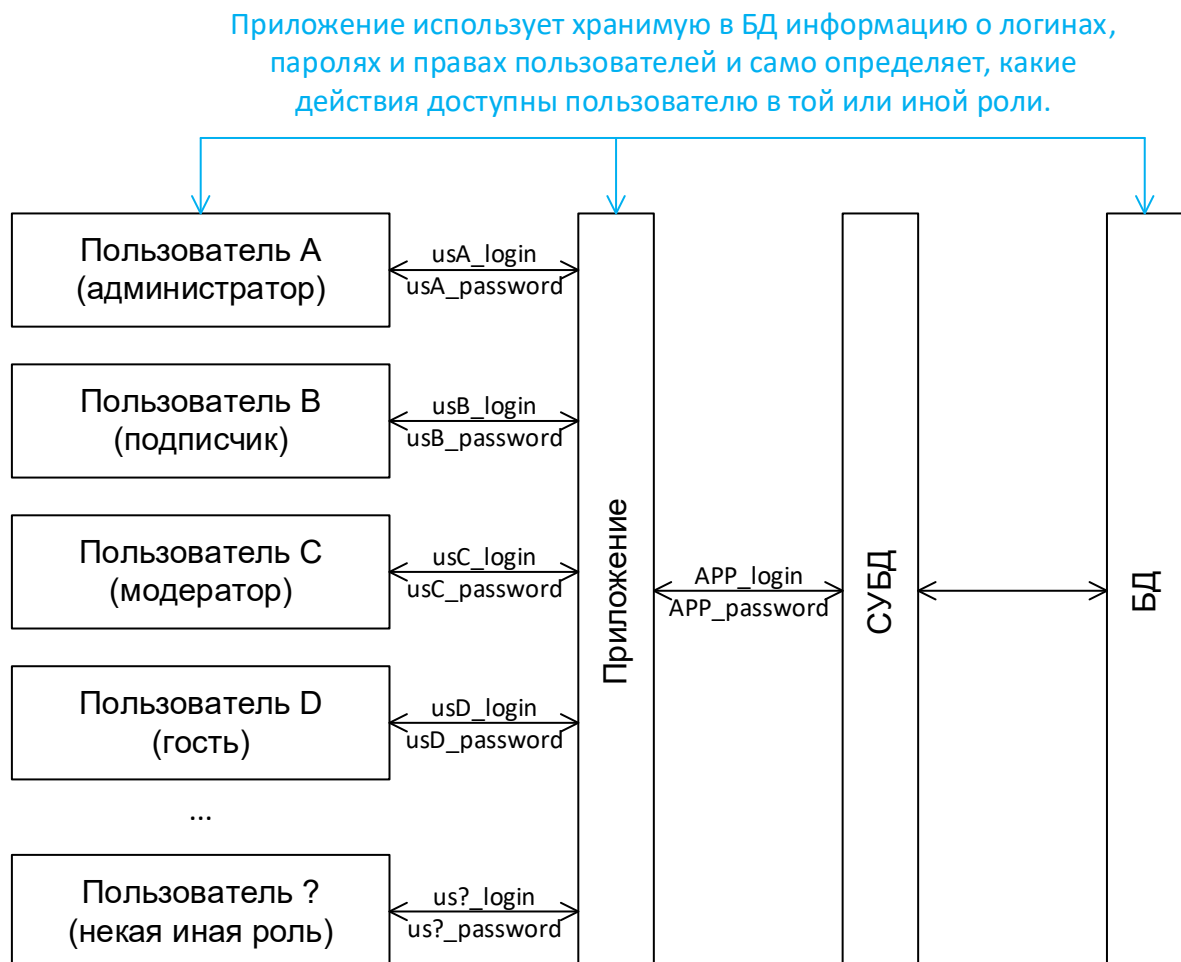 Приложение использует хранимую в БД информацию о логинах,
паролях и правах пользователей и само определяет, какие
действия доступны пользователю в той или иной роли.
Пользователь A
(администратор)
usA_login
usA_password
Пользователь B
(подписчик)
usB_login
usB_password
Пользователь C
(модератор)
usC_login
usC_password
Пользователь D
(гость)
usD_login
usD_password
...
Пользователь ?
(некая иная роль)
us?_login
us?_password
Приложение
APP_login
APP_password
СУБД
БД